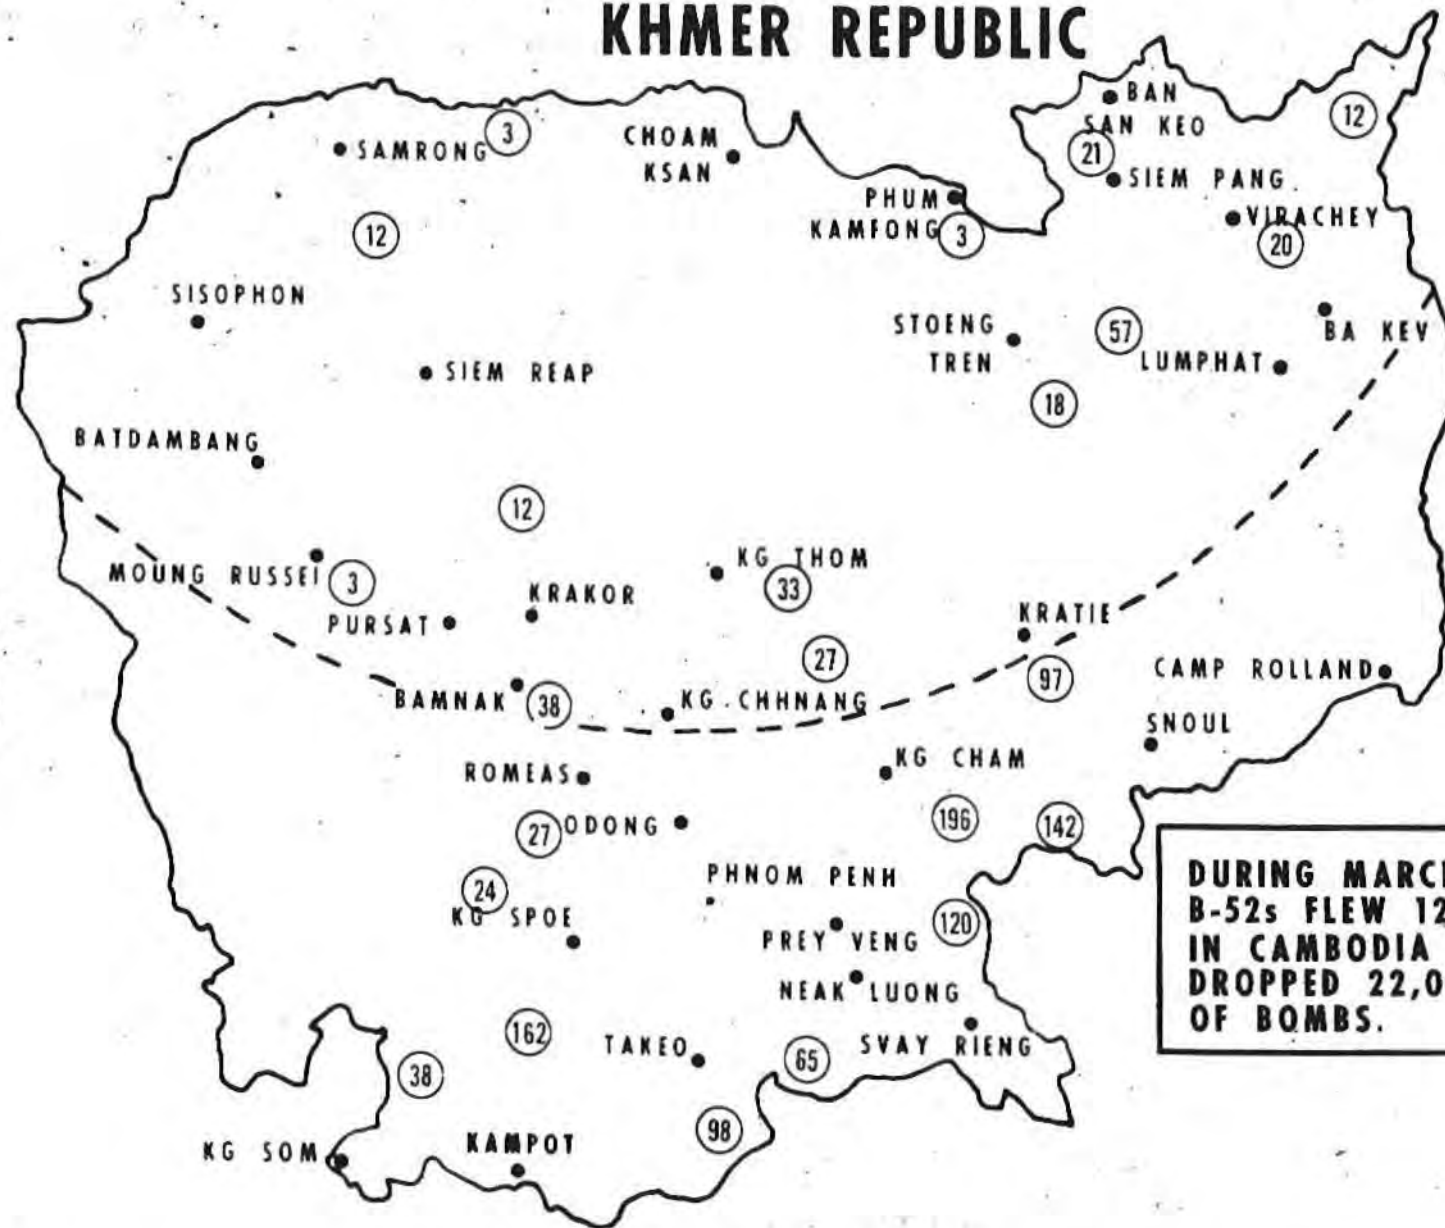 KHMER REPUBLIC
BAN
SAN KEO
12
3
SAMRONG
CHOAM
KSAN
21
SIEM PANG
PHUM
KAMFONG
3
VIRACHEY
20
12
SISOPHON
STOENG
TREN
57
BA KEV
LUMPHAT
SIEM REAP
18
BATDAMBANG
12
KG THOM
33
MOUNG RUSSEI
3
KRAKOR
PURSAT
KRATIE
27
97
CAMP ROLLAND
BAMNAK
38
KG. CHHNANG
SNOUL
KG CHAM
ROMEAS
27
ODONG
196
142
24
KG SPOE
PHNOM PENH
PREY VENG
120
NEAK LUONG
162
TAKEO
65
SVAY RIENG
38
98
KG SOM
KAMPOT
DURING MARC
B-52s FLEW 12
IN CAMBODIA
DROPPED 22,0
OF BOMBS.